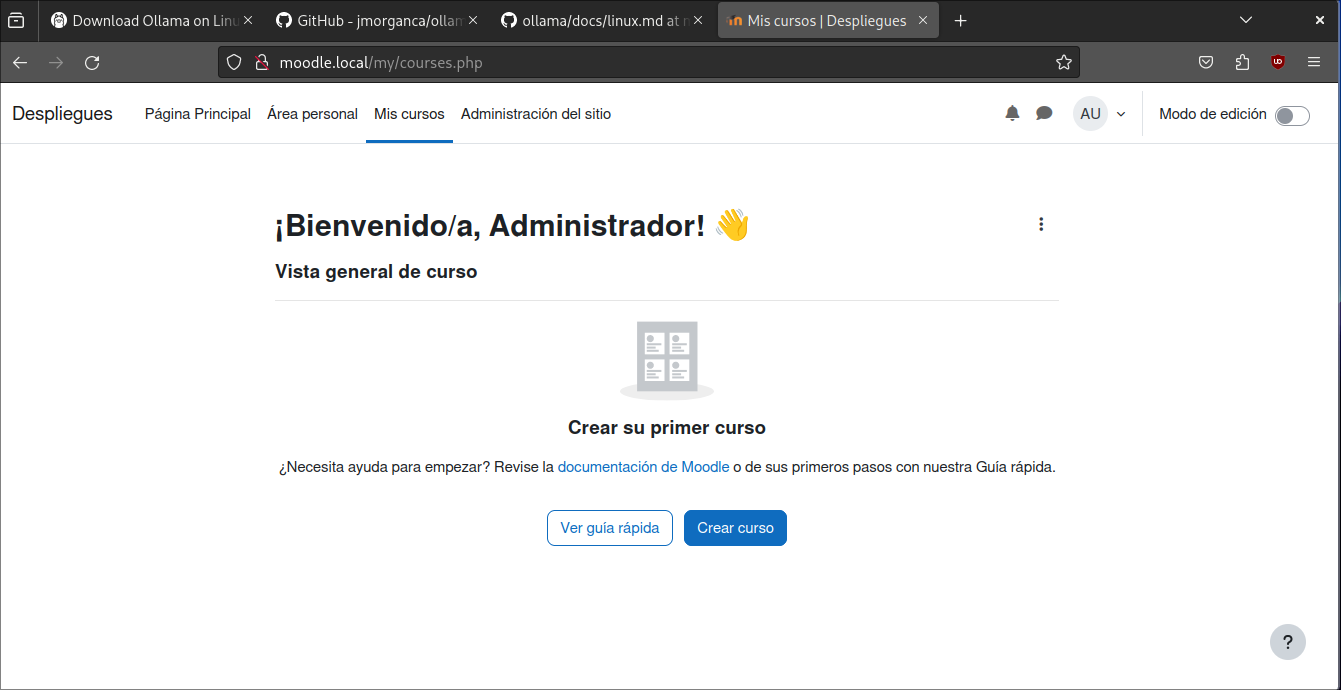 Download Ollama on Linu
GitHub - jmorganca/ollam
ollama/docs/linux.md at m
Mis cursos | Despliegues
moodle.local/my/courses.php
Despliegues
Página Principal
Área personal
Mis cursos
Administración del sitio
AU
Modo de edición
¡Bienvenido/a, Administrador! 👋
Vista general de curso
Crear su primer curso
¿Necesita ayuda para empezar? Revise la documentación de Moodle o de sus primeros pasos con nuestra Guía rápida.
Ver guía rápida
Crear curso
?